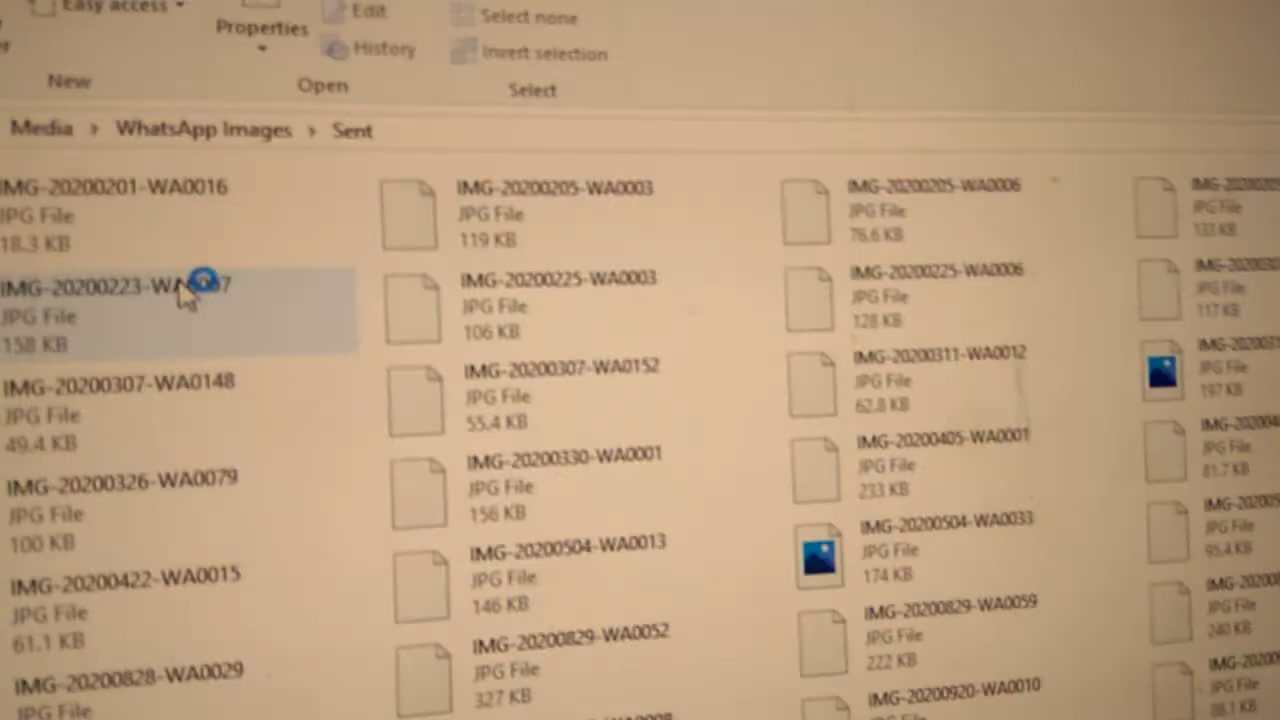 Easy access
Properties
Edit
History
Select none
Invert selection
New
Open
Select
Media > WhatsApp Images > Sent
IMG-20200201-WA0016
JPG File
18.3 KB
IMG-20200205-WA0003
JPG File
119 KB
IMG-20200205-WA0006
JPG File
76.6 KB
JPG File
133 KB
IMG-20200223-WA
JPG File
158 KB
IMG-20200225-WA0003
JPG File
106 KB
IMG-20200225-WA0006
JPG File
128 KB
JPG File
117 KB
IMG-20200307-WA0148
JPG File
49.4 KB
IMG-20200307-WA0152
JPG File
55.4 KB
IMG-20200311-WA0012
JPG File
62.8 KB
JPG File
197 KB
IMG-20200326-WA0079
JPG File
100 KB
IMG-20200330-WA0001
JPG File
156 KB
IMG-20200405-WA0001
JPG File
233 KB
JPG File
81.7 KB
IMG-20200422-WA0015
JPG File
61.1 KB
IMG-20200504-WA0013
JPG File
146 KB
IMG-20200504-WA0033
JPG File
174 KB
JPG File
95.4 KB
IMG-20200828-WA0029
JPG File
IMG-20200829-WA0052
JPG File
327 KB
IMG-20200829-WA0059
JPG File
222 KB
JPG File
240 KB
IMG-20200920-WA0010
JPG File
JPG File